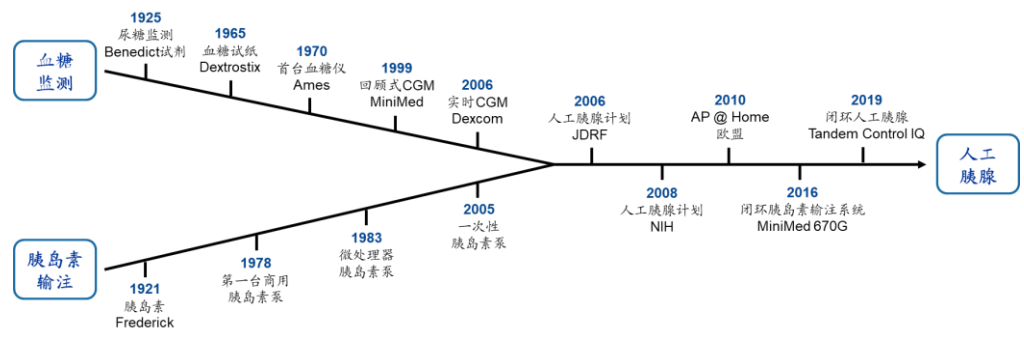 血糖
监测
1925
尿糖监测
Benedict试剂
1965
血糖试纸
Dextrostix
1970
首台血糖仪
Ames
1999
回顾式CGM
MiniMed
2006
实时CGM
Dexcom
胰岛素
输注
1921
胰岛素
Frederick
1978
第一台商用
胰岛素泵
1983
微处理器
胰岛素泵
2005
一次性
胰岛素泵
2006
人工胰腺计划
JDRF
2008
人工胰腺计划
NIH
2010
AP @ Home
欧盟
2016
闭环胰岛素输注系统
MiniMed 670G
2019
闭环人工胰腺
Tandem Control IQ
人工
胰腺